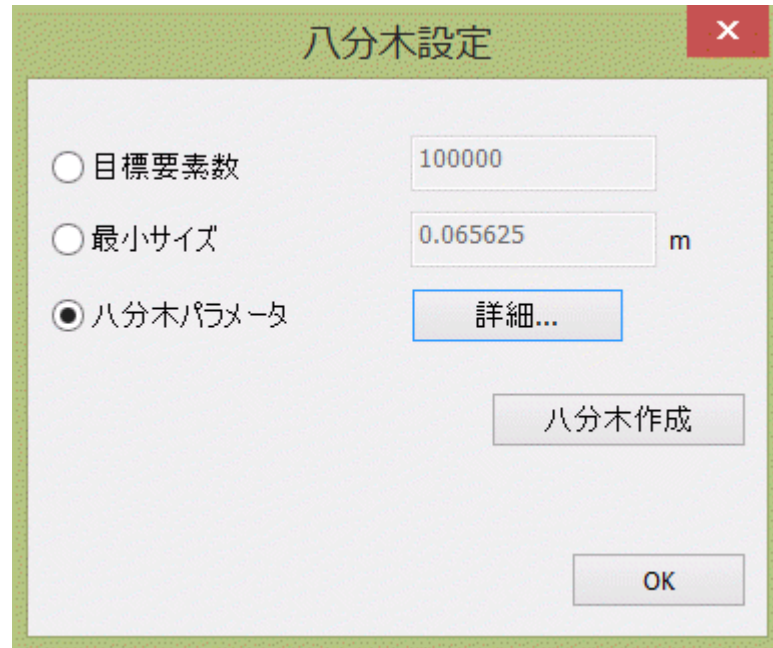 八分木設定
目標要素数 100000
最小サイズ 0.065625 m
八分木パラメータ 詳細...
八分木作成
OK